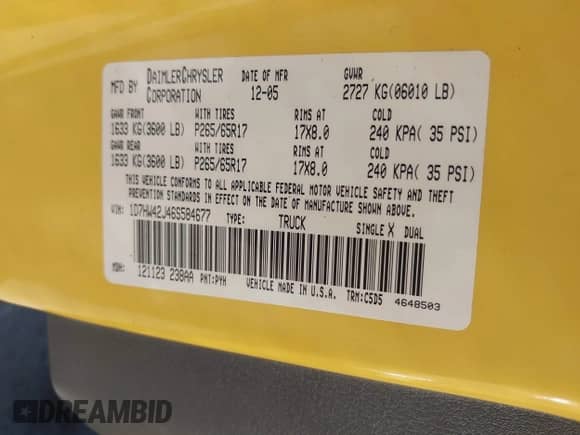 MFD BY DAIMLERCHRYSLER CORPORATION DATE OF MFR 12-05 GVWR 2727 KG(06010 LB)
GAWR FRONT WITH TIRES RIMS AT COLD
1633 KG(3600 LB) P265/65R17 17X8.0 240 KPA( 35 PSI)
GAWR REAR WITH TIRES RIMS AT COLD
1633 KG(3600 LB) P265/65R17 17X8.0 240 KPA( 35 PSI)
THIS VEHICLE CONFORMS TO ALL APPLICABLE FEDERAL MOTOR VEHICLE SAFETY AND THEFT
PREVENTION STANDARDS IN EFFECT ON THE DATE OF MANUFACTURE SHOWN ABOVE.
VIN: 1D7HW42J46S584677 TYPE: TRUCK SINGLE X DUAL
MDH: 121123 238AA PNT:PYH VEHICLE MADE IN U.S.A. TRM:C5D5 4648503
DREAMBID